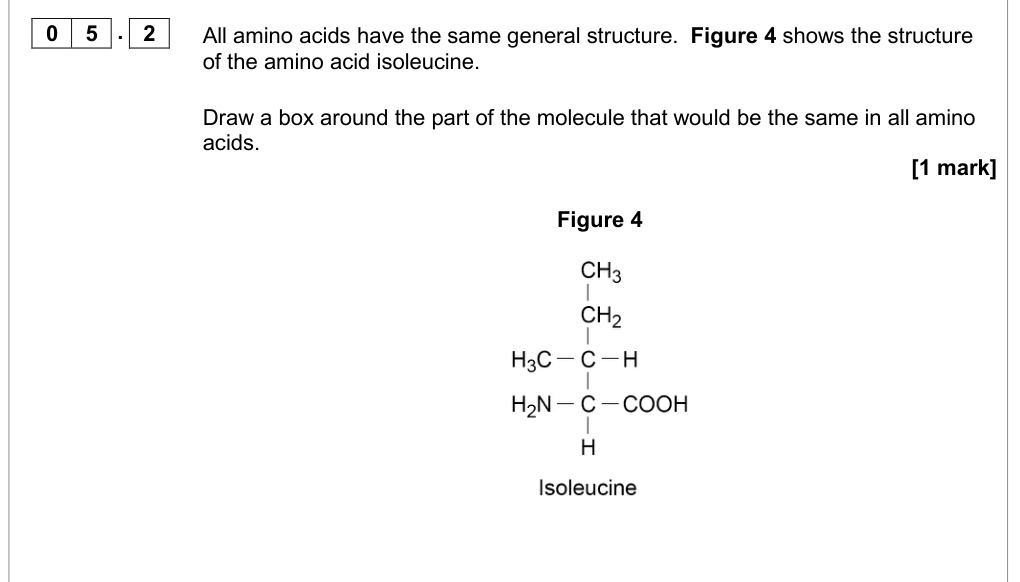 0 5 . 2 All amino acids have the same general structure. Figure 4 shows the structure
of the amino acid isoleucine.
Draw a box around the part of the molecule that would be the same in all amino
acids.
[1 mark]
Figure 4
CH3
CH2
H3C – C – H
H2N – C – COOH
H
Isoleucine